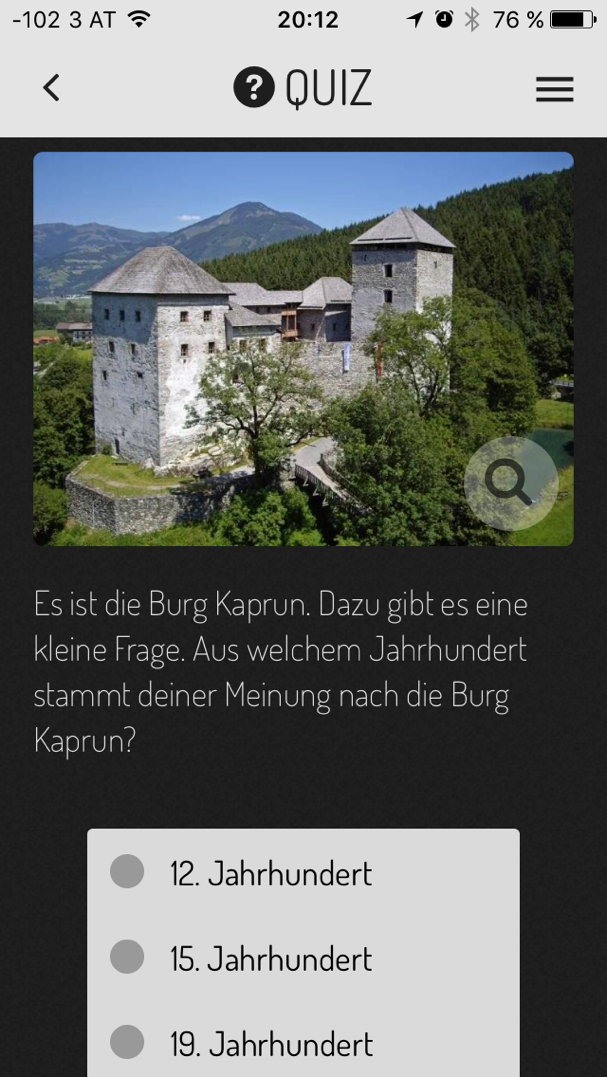 -102 3 AT 20:12 76 %
? QUIZ
Es ist die Burg Kaprun. Dazu gibt es eine
kleine Frage. Aus welchem Jahrhundert
stammt deiner Meinung nach die Burg
Kaprun?
12. Jahrhundert
15. Jahrhundert
19. Jahrhundert